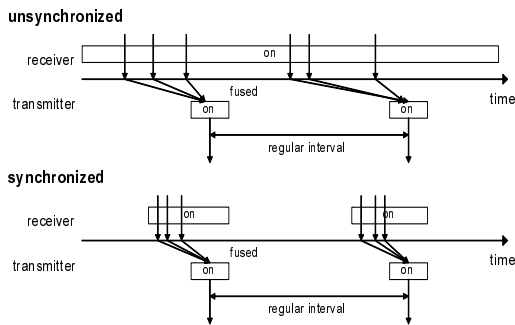 unsynchronized
receiver on
fused
transmitter on on time
regular interval
synchronized
receiver on on
fused
transmitter on on time
regular interval